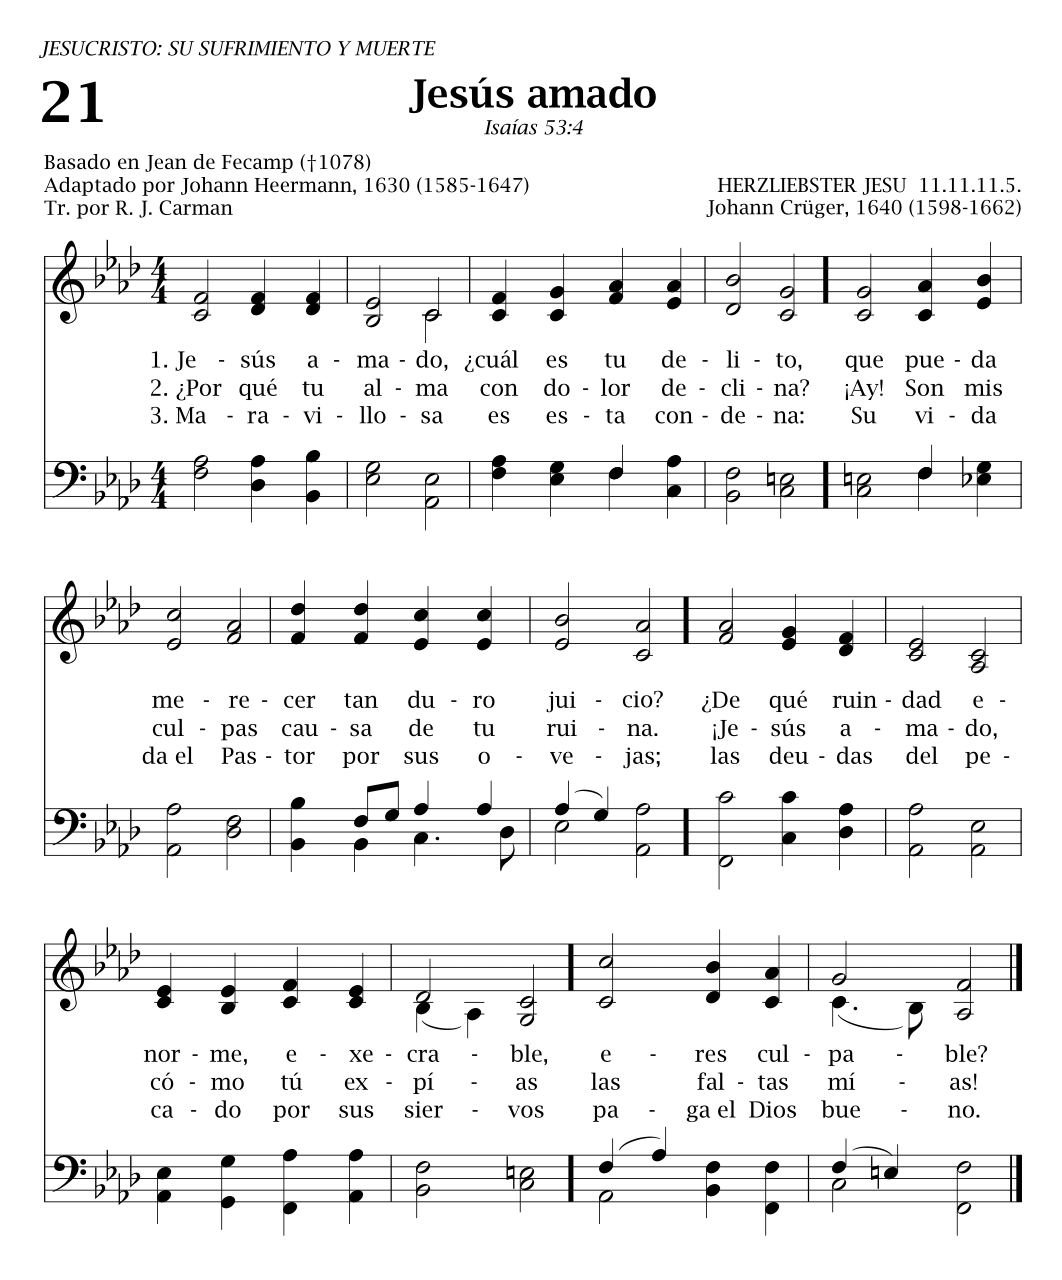 JESUCRISTO: SU SUFRIMIENTO Y MUERTE
21
Jesús amado
Isaías 53:4
Basado en Jean de Fecamp (†1078)
Adaptado por Johann Heermann, 1630 (1585-1647)
Tr. por R. J. Carman
HERZLIEBSTER JESU 11.11.11.5.
Johann Crüger, 1640 (1598-1662)
1. Je - sús a - ma - do, ¿cuál es tu de - li - to, que pue - da
2. ¿Por qué tu al - ma con do - lor de - cli - na? ¡Ay! Son mis
3. Ma - ra - vi - llo - sa es es - ta con - de - na: Su vi - da
me - re - cer tan du - ro jui - cio? ¿De qué ruin - dad e -
cul - pas cau - sa de tu rui - na. ¡Je - sús a - ma - do,
da el Pas - tor por sus o - ve - jas; las deu - das del pe -
nor - me, e - xe - cra - ble, e - res cul - pa - ble?
có - mo tú ex - pí - as las fal - tas mí - as!
ca - do por sus sier - vos pa - ga el Dios bue - no.